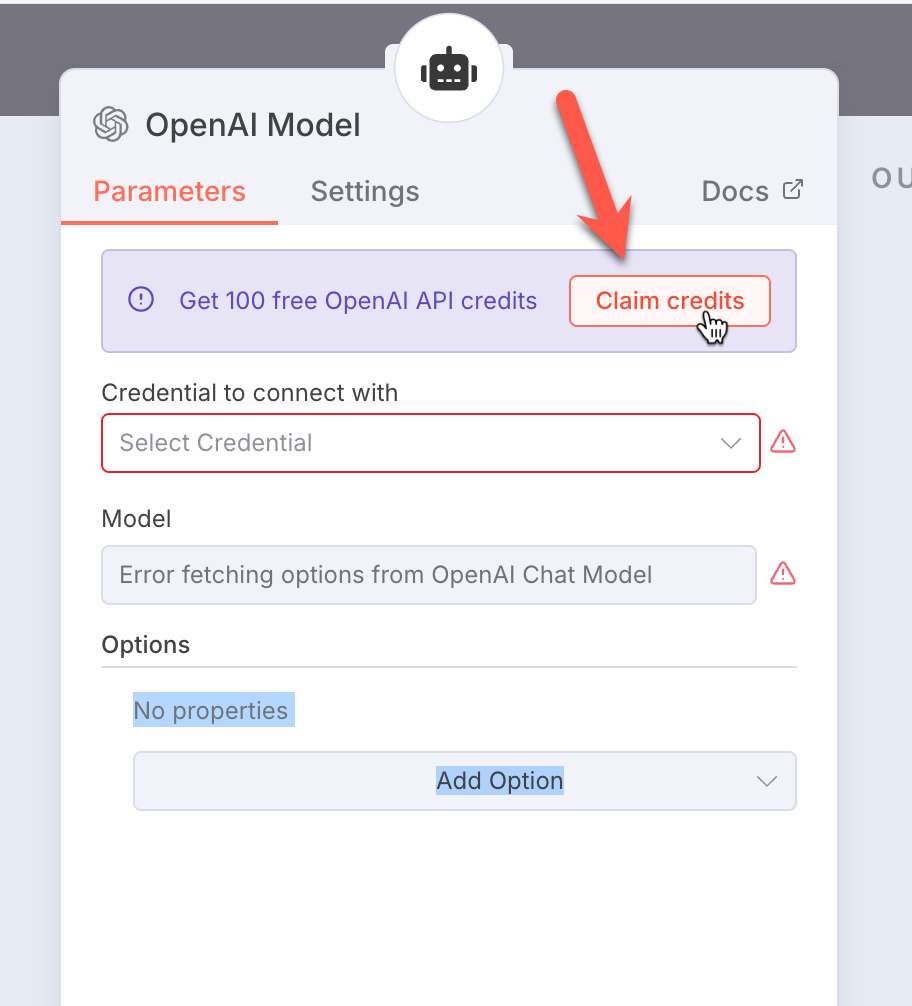 OpenAI Model
Parameters
Settings
Docs
OU
Get 100 free OpenAI API credits
Claim credits
Credential to connect with
Select Credential
Model
Error fetching options from OpenAI Chat Model
Options
No properties
Add Option